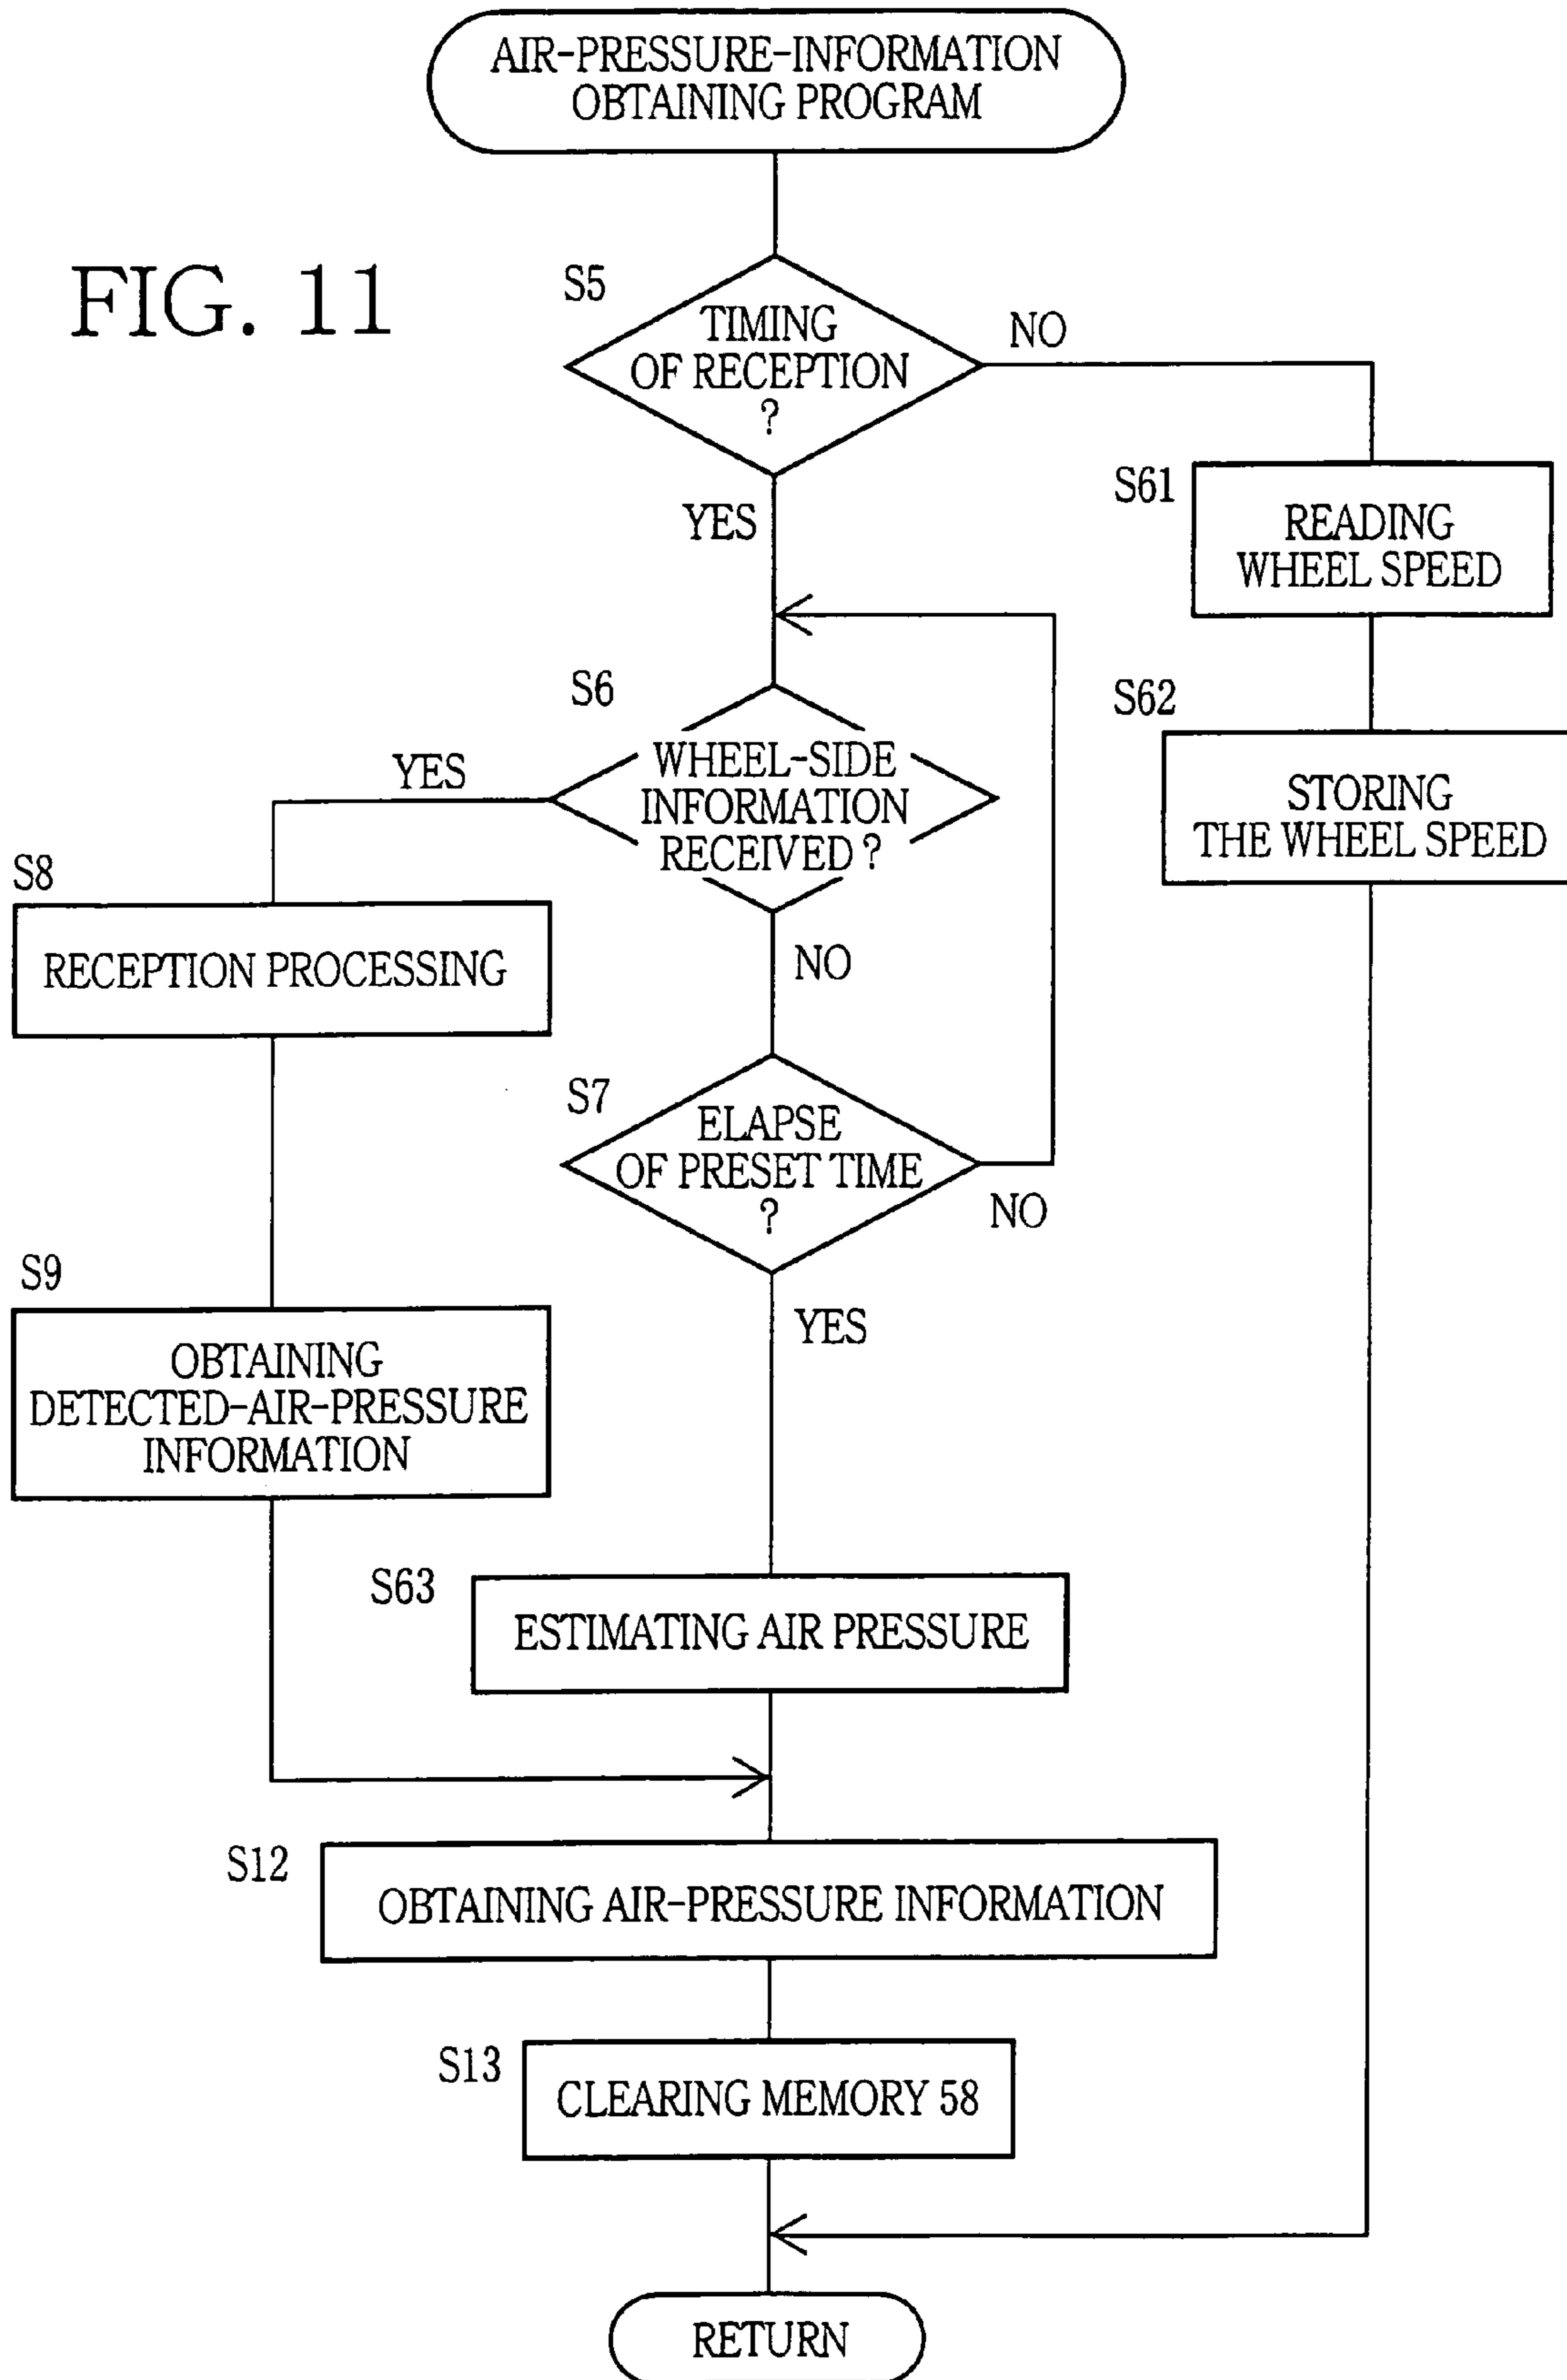 AIR-PRESSURE-INFORMATION
OBTAINING PROGRAM
FIG. 11
S5
TIMING
OF RECEPTION
?
NO
YES
S61
READING
WHEEL SPEED
S62
STORING
THE WHEEL SPEED
S6
WHEEL-SIDE
INFORMATION
RECEIVED ?
YES
NO
S8
RECEPTION PROCESSING
S7
ELAPSE
OF PRESET TIME
?
NO
YES
S9
OBTAINING
DETECTED-AIR-PRESSURE
INFORMATION
S63
ESTIMATING AIR PRESSURE
S12
OBTAINING AIR-PRESSURE INFORMATION
S13
CLEARING MEMORY 58
RETURN